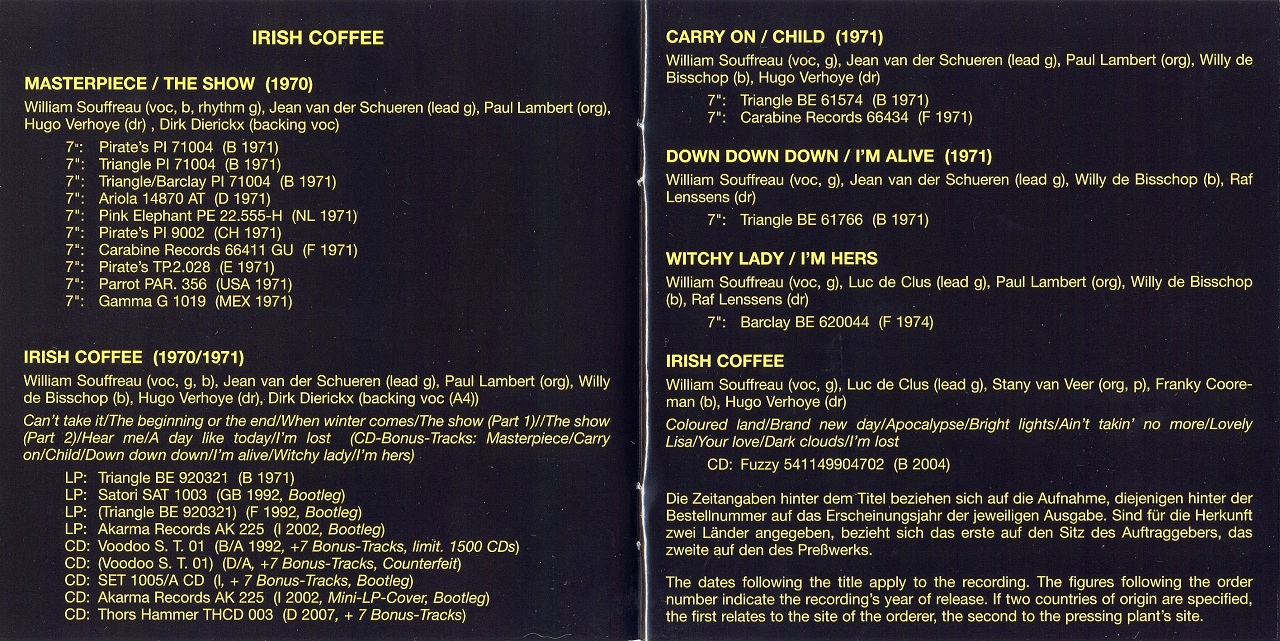 IRISH COFFEE
MASTERPIECE / THE SHOW (1970)
William Souffreau (voc, b, rhythm g), Jean van der Schueren (lead g), Paul Lambert (org),
Hugo Verhoye (dr) , Dirk Dierickx (backing voc)
7": Pirate's PI 71004 (B 1971)
7": Triangle PI 71004 (B 1971)
7": Triangle/Barclay PI 71004 (B 1971)
7": Ariola 14870 AT (D 1971)
7": Pink Elephant PE 22.555-H (NL 1971)
7": Pirate's PI 9002 (CH 1971)
7": Carabine Records 66411 GU (F 1971)
7": Pirate's TP.2.028 (E 1971)
7": Parrot PAR. 356 (USA 1971)
7": Gamma G 1019 (MEX 1971)
IRISH COFFEE (1970/1971)
William Souffreau (voc, g, b), Jean van der Schueren (lead g), Paul Lambert (org), Willy
de Bisschop (b), Hugo Verhoye (dr), Dirk Dierickx (backing voc (A4))
Can't take it/The beginning or the end/When winter comes/The show (Part 1)//The show
(Part 2)/Hear me/A day like today/I'm lost (CD-Bonus-Tracks: Masterpiece/Carry
on/Child/Down down down/I'm alive/Witchy lady/I'm hers)
LP: Triangle BE 920321 (B 1971)
LP: Satori SAT 1003 (GB 1992, Bootleg)
LP: (Triangle BE 920321) (F 1992, Bootleg)
LP: Akarma Records AK 225 (I 2002, Bootleg)
CD: Voodoo S. T. 01 (B/A 1992, +7 Bonus-Tracks, limit. 1500 CDs)
CD: (Voodoo S. T. 01) (D/A, +7 Bonus-Tracks, Counterfeit)
CD: SET 1005/A CD (I, + 7 Bonus-Tracks, Bootleg)
CD: Akarma Records AK 225 (I 2002, Mini-LP-Cover, Bootleg)
CD: Thors Hammer THCD 003 (D 2007, + 7 Bonus-Tracks)
CARRY ON / CHILD (1971)
William Souffreau (voc, g), Jean van der Schueren (lead g), Paul Lambert (org), Willy de
Bisschop (b), Hugo Verhoye (dr)
7": Triangle BE 61574 (B 1971)
7": Carabine Records 66434 (F 1971)
DOWN DOWN DOWN / I'M ALIVE (1971)
William Souffreau (voc, g), Jean van der Schueren (lead g), Willy de Bisschop (b), Raf
Lenssens (dr)
7": Triangle BE 61766 (B 1971)
WITCHY LADY / I'M HERS
William Souffreau (voc, g), Luc de Clus (lead g), Paul Lambert (org), Willy de Bisschop
(b), Raf Lenssens (dr)
7": Barclay BE 620044 (F 1974)
IRISH COFFEE
William Souffreau (voc, g), Luc de Clus (lead g), Stany van Veer (org, p), Franky Coore-
man (b), Hugo Verhoye (dr)
Coloured land/Brand new day/Apocalypse/Bright lights/Ain't takin' no more/Lovely
Lisa/Your love/Dark clouds/I'm lost
CD: Fuzzy 541149904702 (B 2004)
Die Zeitangaben hinter dem Titel beziehen sich auf die Aufnahme, diejenigen hinter der
Bestellnummer auf das Erscheinungsjahr der jeweiligen Ausgabe. Sind für die Herkunft
zwei Länder angegeben, bezieht sich das erste auf den Sitz des Auftraggebers, das
zweite auf den des Preßwerks.
The dates following the title apply to the recording. The figures following the order
number indicate the recording's year of release. If two countries of origin are specified,
the first relates to the site of the orderer, the second to the pressing plant's site.